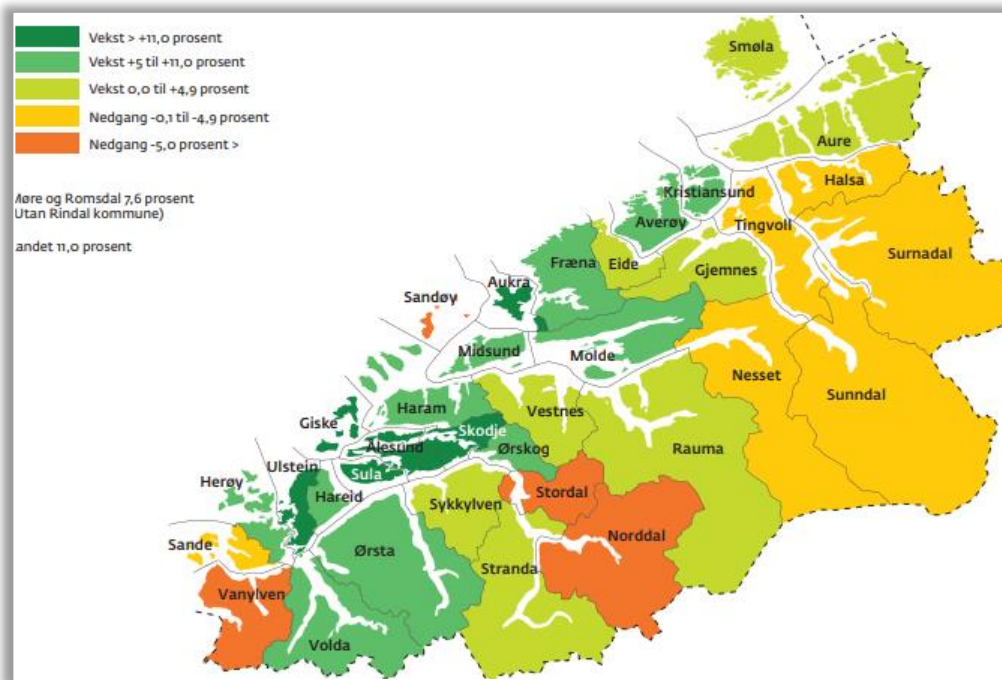 Vekst > +11,0 prosent
Vekst +5 til +11,0 prosent
Vekst 0,0 til +4,9 prosent
Nedgang -0,1 til -4,9 prosent
Nedgang -5,0 prosent >
Møre og Romsdal 7,6 prosent
Utan Rindal kommune)
andet 11,0 prosent
Smøla
Aure
Halsa
Kristiansund
Averøy
Tingvoll
Surnadal
Fræna
Eide
Gjemnes
Aukra
Sandøy
Midsund
Molde
Nesset
Sunndal
Haram
Vestnes
Giske
Skodje
Ålesund
Ørskog
Rauma
Ulstein
Sula
Herøy
Hareid
Sykkylven
Stordal
Norddal
Sande
Ørsta
Stranda
Vanylven
Volda